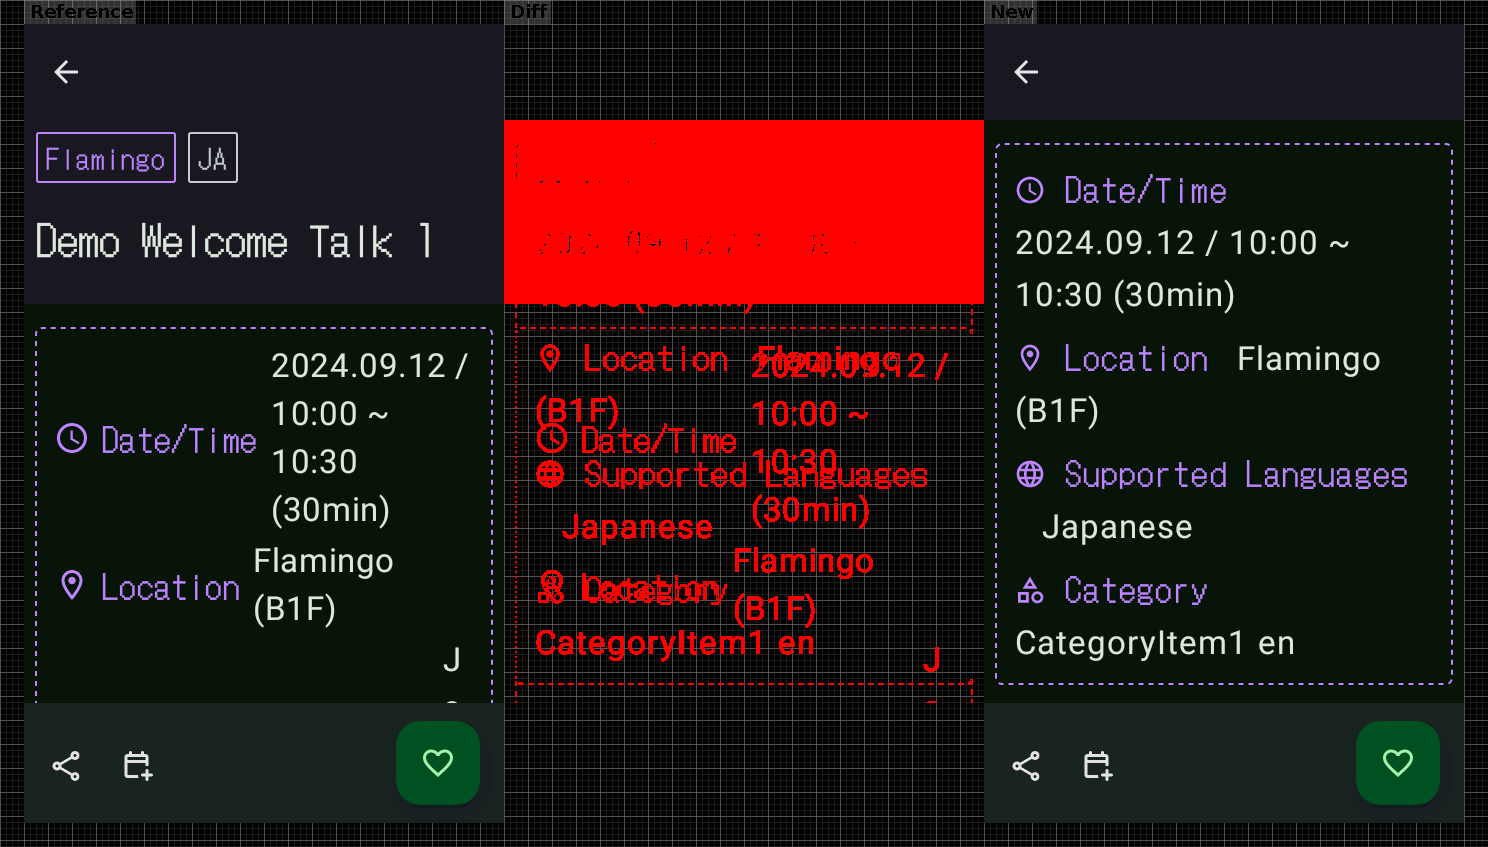 Reference
Flamingo JA
Demo Welcome Talk 1
Date/Time
2024.09.12 /
10:00 ~
10:30
(30min)
Location
Flamingo
(B1F)
J
Diff
Location
Flamingo
2024.09.12 /
(B1F)
10:00 ~
Date/Time
10:30
Supported Languages
(30min)
Japanese
Flamingo
Location
Category
(B1F)
CategoryItem1 en
J
New
Date/Time
2024.09.12 / 10:00 ~
10:30 (30min)
Location Flamingo
(B1F)
Supported Languages
Japanese
Category
CategoryItem1 en